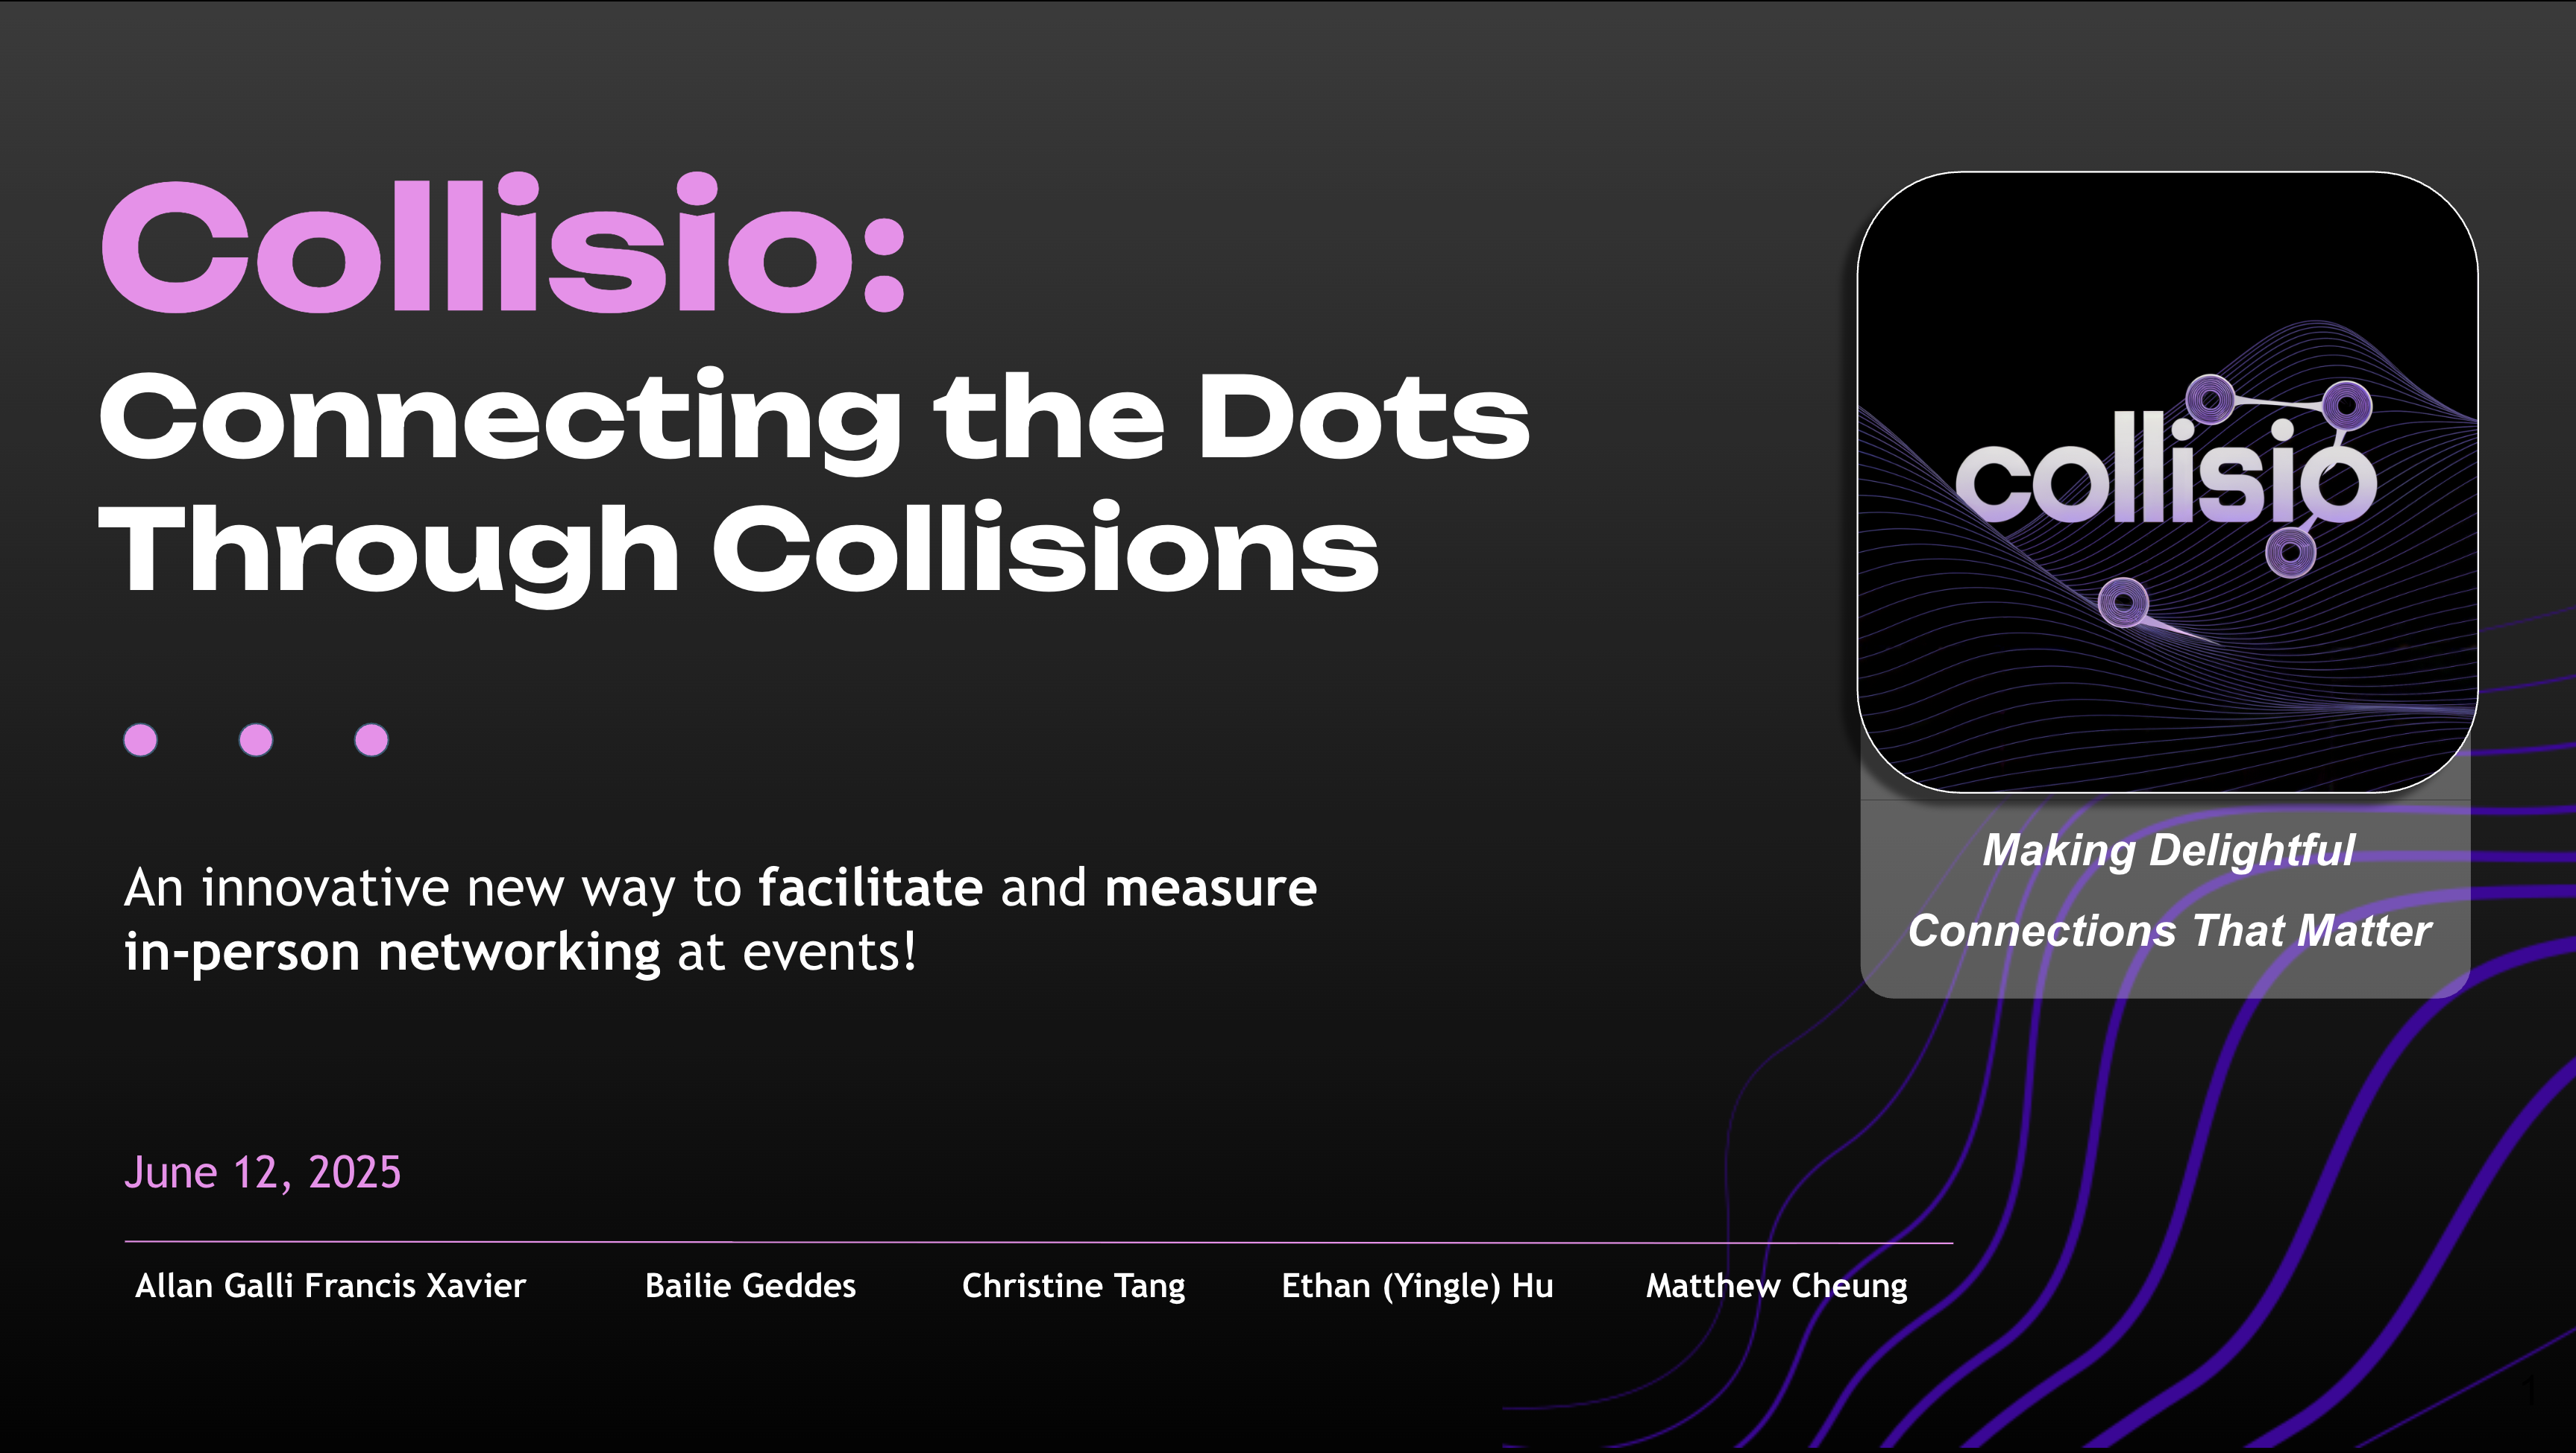 Collisio:
Connecting the Dots
Through Collisions
An innovative new way to facilitate and measure
in-person networking at events!
collisio
Making Delightful
Connections That Matter
June 12, 2025
Allan Galli Francis Xavier
Bailie Geddes
Christine Tang
Ethan (Yingle) Hu
Matthew Cheung
1